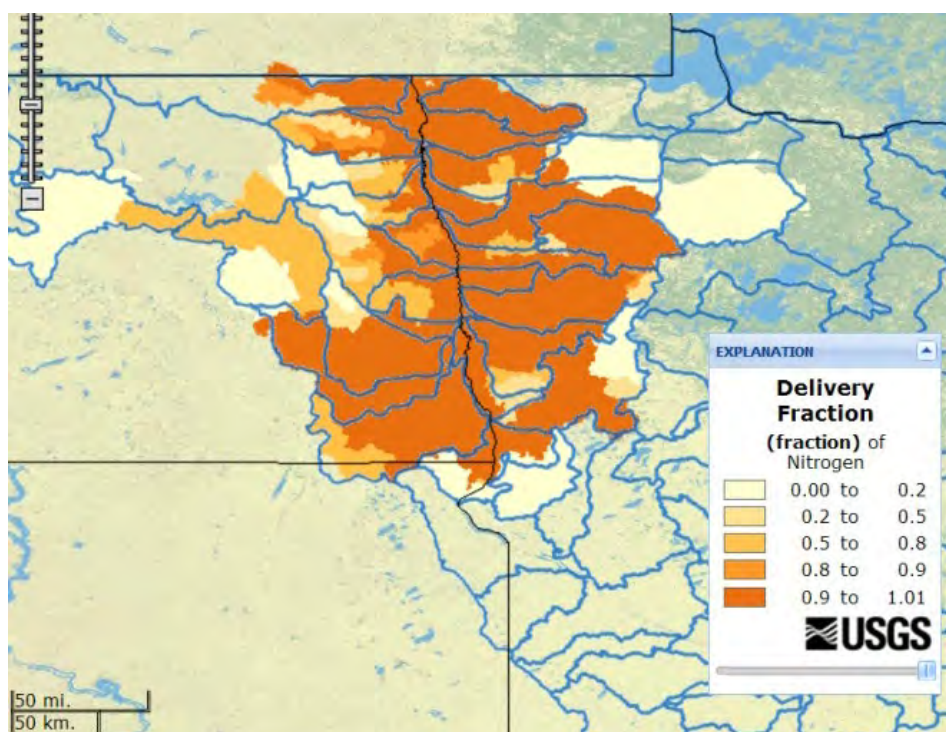 EXPLANATION
Delivery
Fraction
(fraction) of
Nitrogen
0.00 to 0.2
0.2 to 0.5
0.5 to 0.8
0.8 to 0.9
0.9 to 1.01
USGS
50 mi.
50 km.